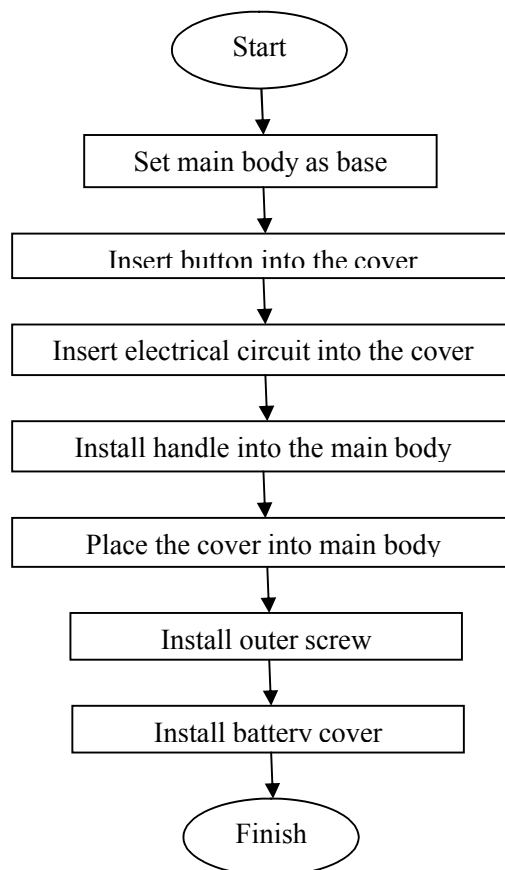 Start
Set main body as base
Insert button into the cover
Insert electrical circuit into the cover
Install handle into the main body
Place the cover into main body
Install outer screw
Install battery cover
Finish